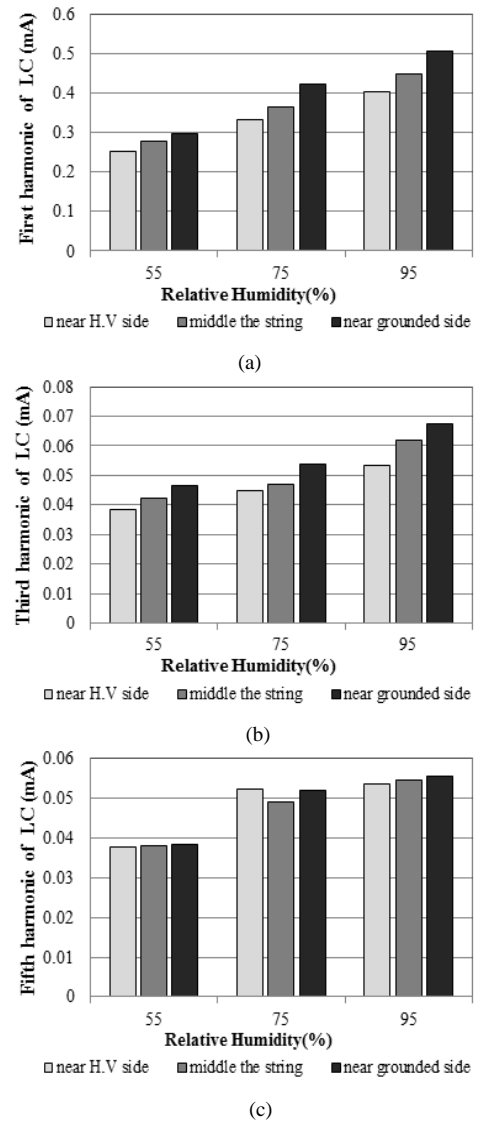 First harmonic of LC (mA)
0.6
0.5
0.4
0.3
0.2
0.1
0
55 75 95
Relative Humidity(%)
near H.V side middle the string near grounded side
(a)
Third harmonic of LC (mA)
0.08
0.07
0.06
0.05
0.04
0.03
0.02
0.01
0
55 75 95
Relative Humidity(%)
near H.V side middle the string near grounded side
(b)
Fifth harmonic of LC (mA)
0.06
0.05
0.04
0.03
0.02
0.01
0
55 75 95
Relative Humidity(%)
near H.V side middle the string near grounded side
(c)